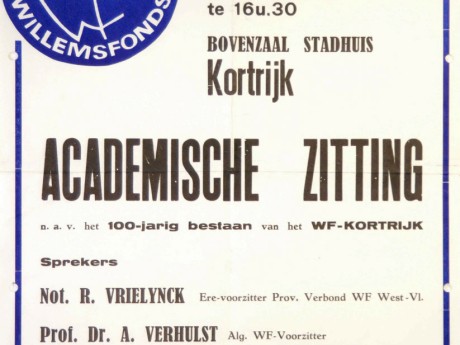 WILLEMSFONDS
te 16u.30
BOVENZAAL STADHUIS
Kortrijk
ACADEMISCHE ZITTING
n. a. v. het 100-jarig bestaan van het WF-KORTRIJK
Sprekers
Not. R. VRIELYNCK Ere-voorzitter Prov. Verbond WF West-Vl.
Prof. Dr. A. VERHULST Alg. WF-Voorzitter